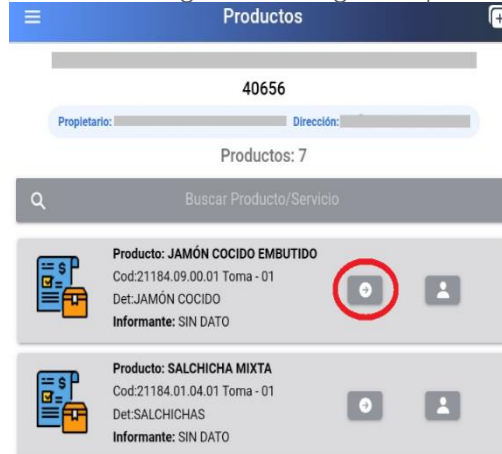 Productos
40656
Propietario: Dirección:
Productos: 7
Buscar Producto/Servicio
Producto: JAMÓN COCIDO EMBUTIDO
Cod:21184.09.00.01 Toma - 01
Det:JAMÓN COCIDO
Informante: SIN DATO
Producto: SALCHICHA MIXTA
Cod:21184.01.04.01 Toma - 01
Det:SALCHICHAS
Informante: SIN DATO